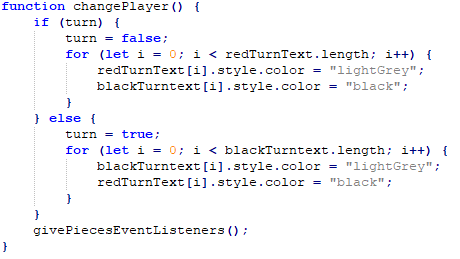 function changePlayer() {
    if (turn) {
        turn = false;
        for (let i = 0; i < redTurnText.length; i++) {
            redTurnText[i].style.color = "lightGrey";
            blackTurntext[i].style.color = "black";
        }
    } else {
        turn = true;
        for (let i = 0; i < blackTurntext.length; i++) {
            blackTurntext[i].style.color = "lightGrey";
            redTurnText[i].style.color = "black";
        }
    }
    givePiecesEventListeners();
}